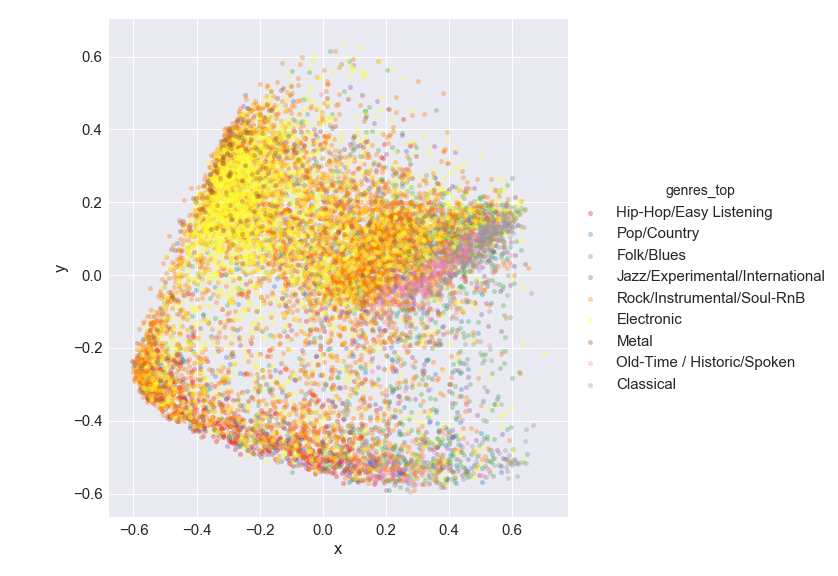 0.6
0.4
0.2
0.0
−0.2
−0.4
−0.6
y
−0.6 −0.4 −0.2 0.0 0.2 0.4 0.6
x
genres_top
Hip-Hop/Easy Listening
Pop/Country
Folk/Blues
Jazz/Experimental/International
Rock/Instrumental/Soul-RnB
Electronic
Metal
Old-Time / Historic/Spoken
Classical